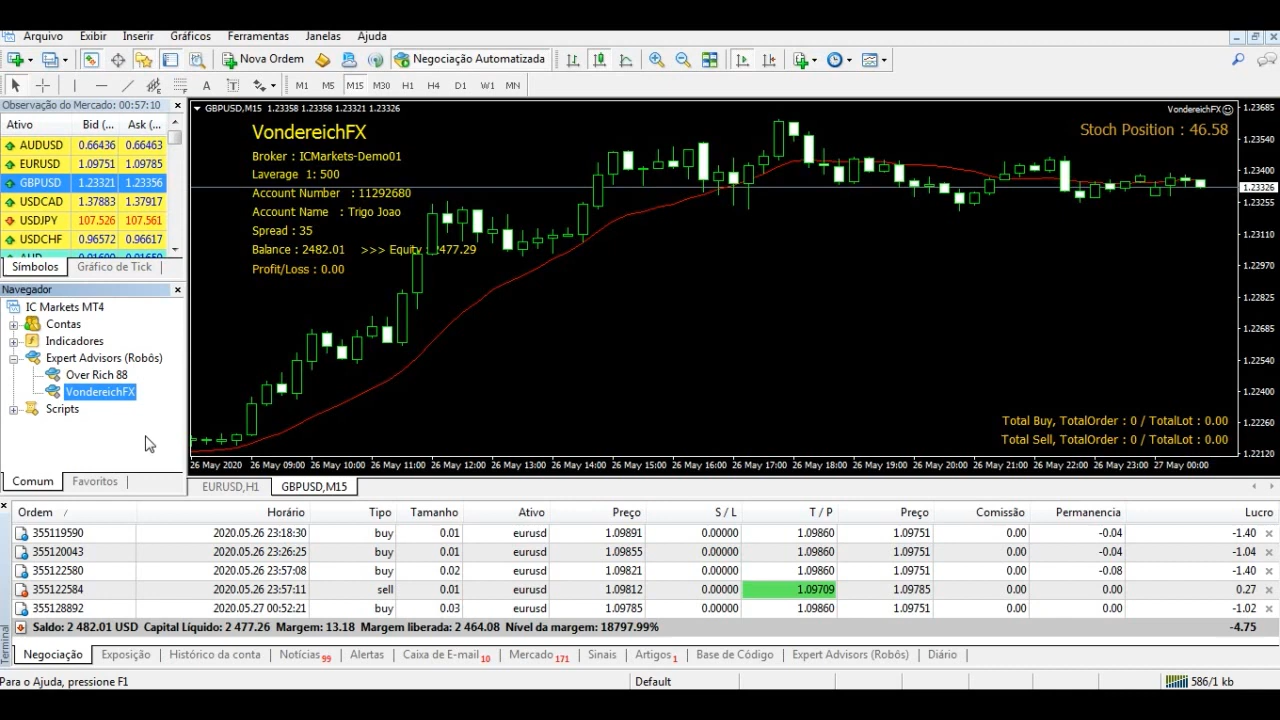 Arquivo Exibir Inserir Gráficos Ferramentas Janelas Ajuda
Nova Ordem Negociação Automatizada
A T M1 M5 M15 M30 H1 H4 D1 W1 MN
Observação do Mercado: 00:57:10
Ativo Bid (... Ask (...
AUDUSD 0.66436 0.66463
EURUSD 1.09751 1.09785
GBPUSD 1.23321 1.23356
USDCAD 1.37883 1.37917
USDJPY 107.526 107.561
USDCHF 0.96572 0.96617
Símbolos Gráfico de Tick
Navegador
IC Markets MT4
Contas
Indicadores
Expert Advisors (Robôs)
Over Rich 88
VondereichFX
Scripts
Comum Favoritos
GBPUSD,M15 1.23358 1.23358 1.23321 1.23326
VondereichFX
VondereichFX
Stoch Position : 46.58
Broker : ICMarkets-Demo01
Laverage 1: 500
Account Number : 11292680
Account Name : Trigo Joao
Spread : 35
Balance : 2482.01 >>> Equity : 2477.29
Profit/Loss : 0.00
Total Buy, TotalOrder : 0 / TotalLot : 0.00
Total Sell, TotalOrder : 0 / TotalLot : 0.00
1.23685
1.23540
1.23400
1.23326
1.23255
1.23110
1.22970
1.22825
1.22685
1.22540
1.22400
1.22260
1.22120
26 May 2020 26 May 09:00 26 May 10:00 26 May 11:00 26 May 12:00 26 May 13:00 26 May 14:00 26 May 15:00 26 May 16:00 26 May 17:00 26 May 18:00 26 May 19:00 26 May 20:00 26 May 21:00 26 May 22:00 26 May 23:00 27 May 00:00
EURUSD,H1 GBPUSD,M15
Ordem / Horário Tipo Tamanho Ativo Preço S / L T / P Preço Comissão Permanencia Lucro
355119590 2020.05.26 23:18:30 buy 0.01 eurusd 1.09891 0.00000 1.09860 1.09751 0.00 -0.04 -1.40
355120043 2020.05.26 23:26:25 buy 0.01 eurusd 1.09855 0.00000 1.09860 1.09751 0.00 -0.04 -1.04
355122580 2020.05.26 23:57:08 buy 0.02 eurusd 1.09821 0.00000 1.09860 1.09751 0.00 -0.08 -1.40
355122584 2020.05.26 23:57:11 sell 0.01 eurusd 1.09812 0.00000 1.09709 1.09785 0.00 0.00 0.27
355128892 2020.05.27 00:52:21 buy 0.03 eurusd 1.09785 0.00000 1.09860 1.09751 0.00 0.00 -1.02
Saldo: 2 482.01 USD Capital Líquido: 2 477.26 Margem: 13.18 Margem liberada: 2 464.08 Nível da margem: 18797.99% -4.75
Terminal
Negociação Exposição Histórico da conta Notícias 99 Alertas Caixa de E-mail 10 Mercado 171 Sinais Artigos 1 Base de Código Expert Advisors (Robôs) Diário
Para o Ajuda, pressione F1 Default 586/1 kb